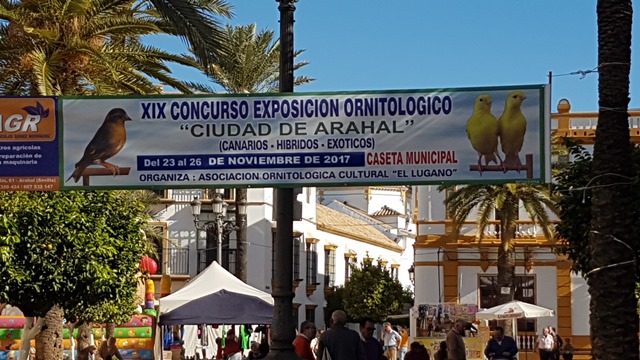 XIX CONCURSO EXPOSICION ORNITOLOGICO
"CIUDAD DE ARAHAL"
(CANARIOS - HIBRIDOS - EXOTICOS)
Del 23 al 26 DE NOVIEMBRE DE 2017 CASETA MUNICIPAL
ORGANIZA : ASOCIACION ORNITOLOGICA CULTURAL "EL LUGANO"
AGR